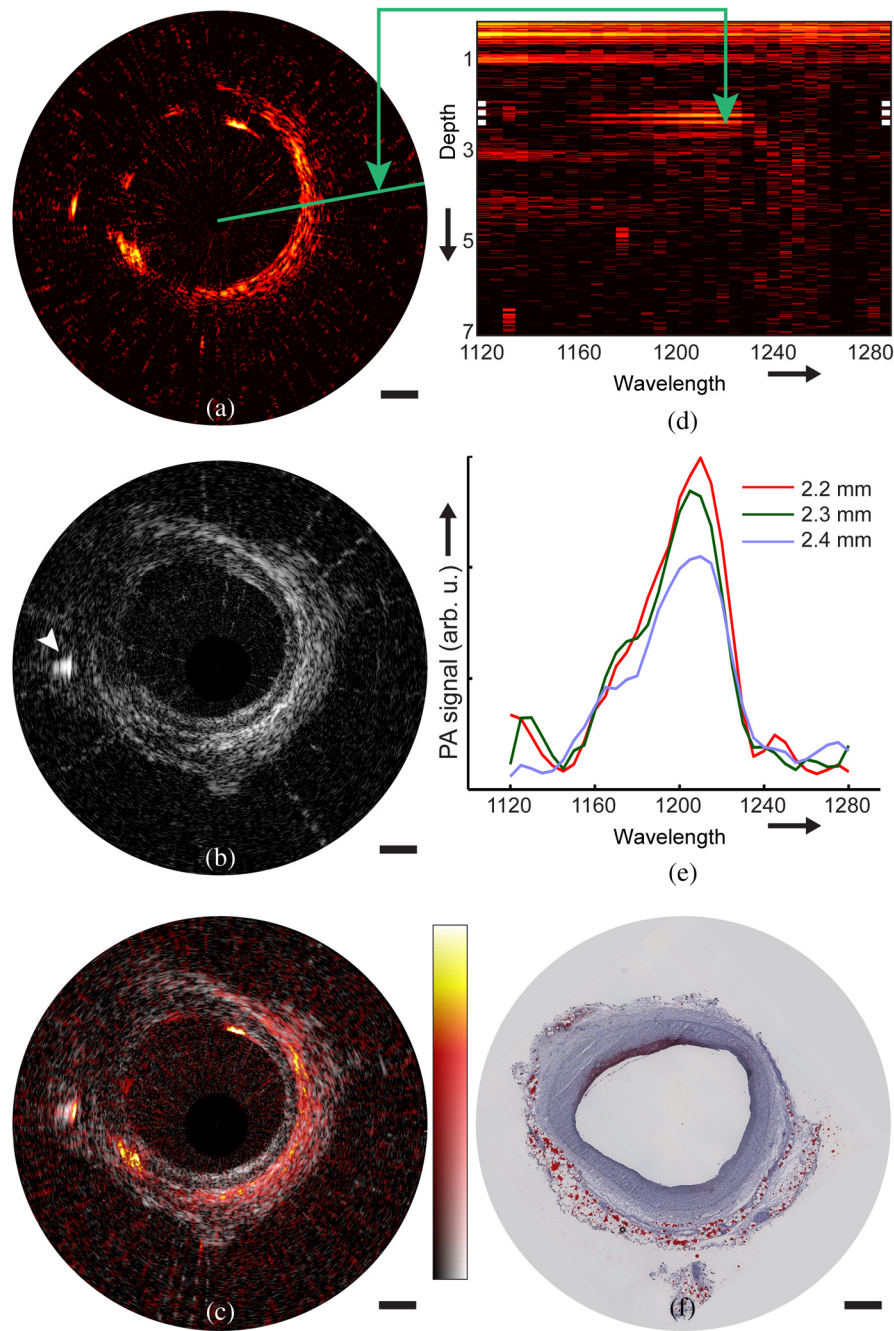 (a)
Depth
1
3
5
7
1120 1160 1200 1240 1280
Wavelength
(d)
(b)
PA signal (arb. u.)
2.2 mm
2.3 mm
2.4 mm
1120 1160 1200 1240 1280
Wavelength
(e)
(c)
(f)